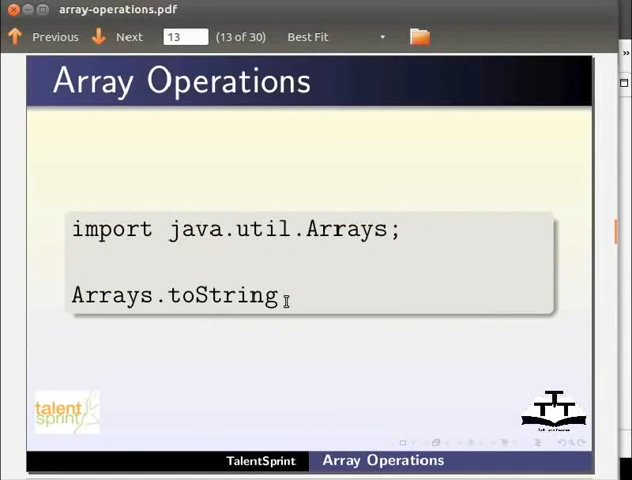 array-operations.pdf
Previous Next 13 (13 of 30) Best Fit
Array Operations
import java.util.Arrays;
Arrays.toString
talent
sprint
TTT
TalentSprint Array Operations